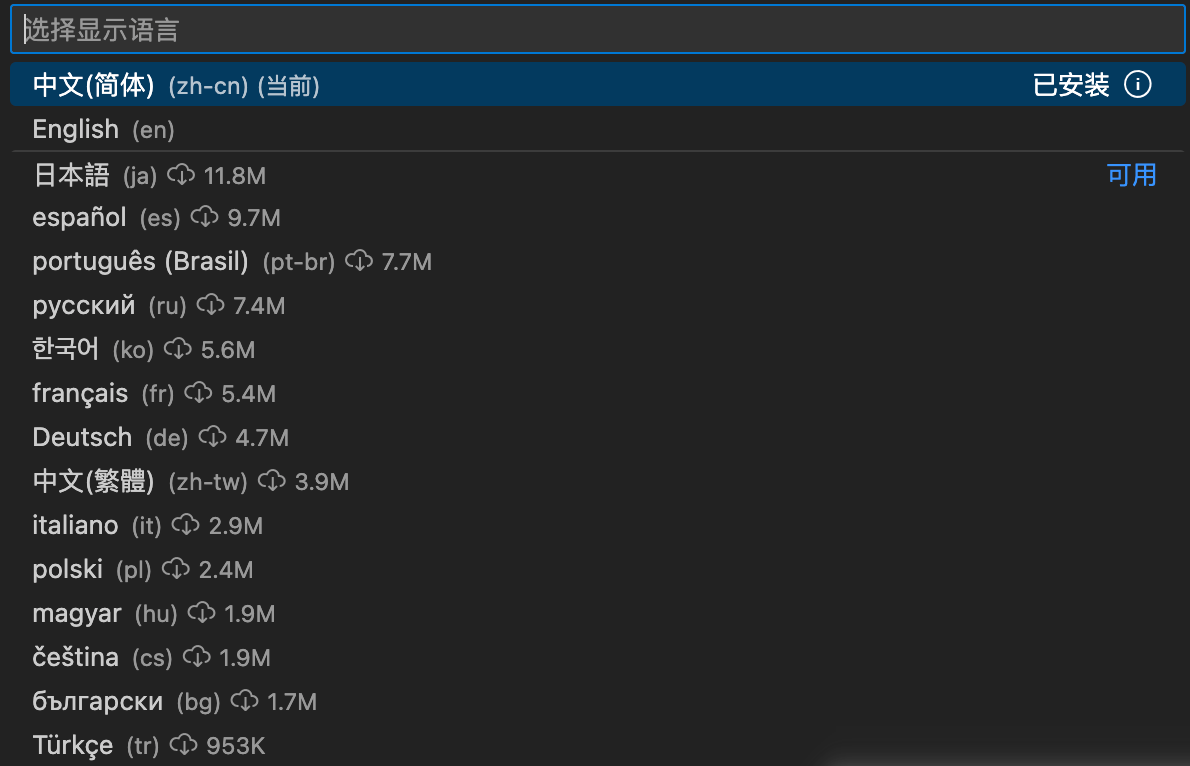 选择显示语言
中文(简体) (zh-cn) (当前) 已安装
English (en)
日本語 (ja) 11.8M 可用
español (es) 9.7M
português (Brasil) (pt-br) 7.7M
русский (ru) 7.4M
한국어 (ko) 5.6M
français (fr) 5.4M
Deutsch (de) 4.7M
中文(繁體) (zh-tw) 3.9M
italiano (it) 2.9M
polski (pl) 2.4M
magyar (hu) 1.9M
čeština (cs) 1.9M
български (bg) 1.7M
Türkçe (tr) 953K